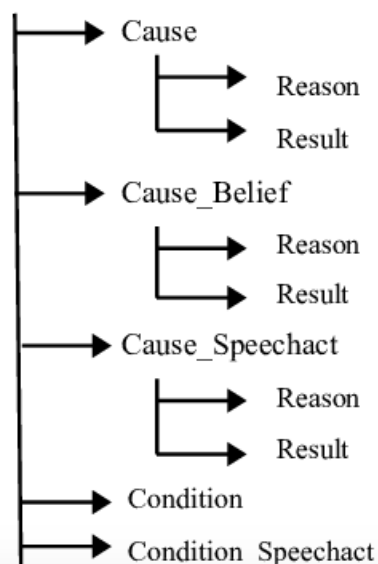 Cause
Reason
Result
Cause_Belief
Reason
Result
Cause_Speechact
Reason
Result
Condition
Condition_Speechact